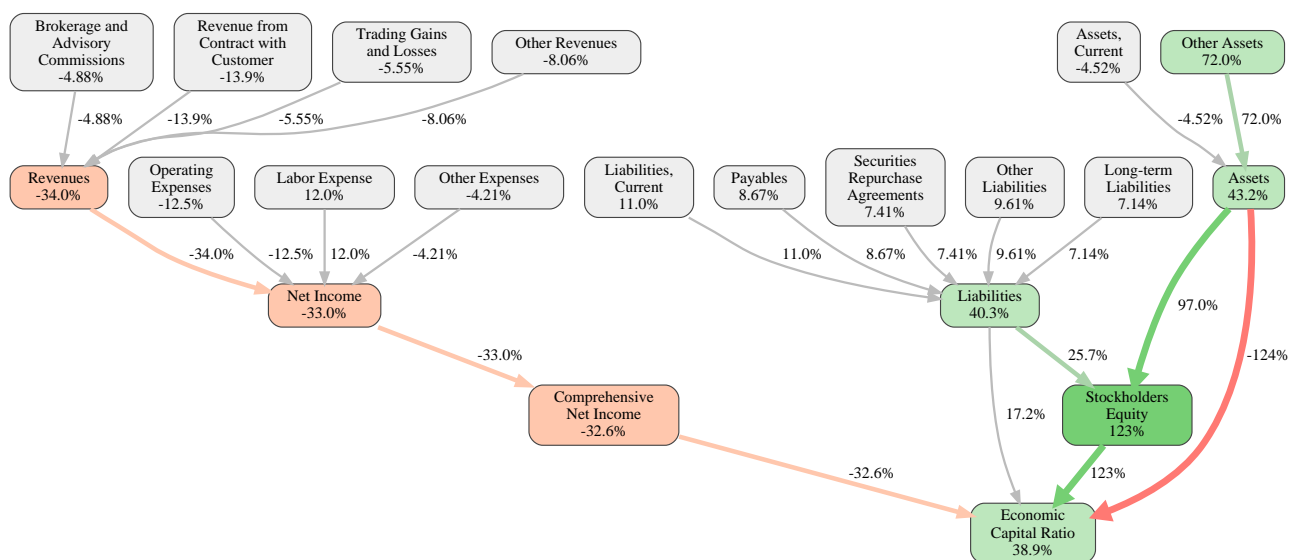 Brokerage and
Advisory
Commissions
-4.88%
Revenue from
Contract with
Customer
-13.9%
Trading Gains
and Losses
-5.55%
Other Revenues
-8.06%
Assets,
Current
-4.52%
Other Assets
72.0%
-4.88%
-13.9%
-5.55%
-8.06%
-4.52%
72.0%
Revenues
-34.0%
Operating
Expenses
-12.5%
Labor Expense
12.0%
Other Expenses
-4.21%
Liabilities,
Current
11.0%
Payables
8.67%
Securities
Repurchase
Agreements
7.41%
Other
Liabilities
9.61%
Long-term
Liabilities
7.14%
Assets
43.2%
-34.0%
-12.5%
12.0%
-4.21%
11.0%
8.67%
7.41%
9.61%
7.14%
Net Income
-33.0%
Liabilities
40.3%
97.0%
-33.0%
25.7%
-124%
Comprehensive
Net Income
-32.6%
17.2%
Stockholders
Equity
123%
-32.6%
123%
Economic
Capital Ratio
38.9%